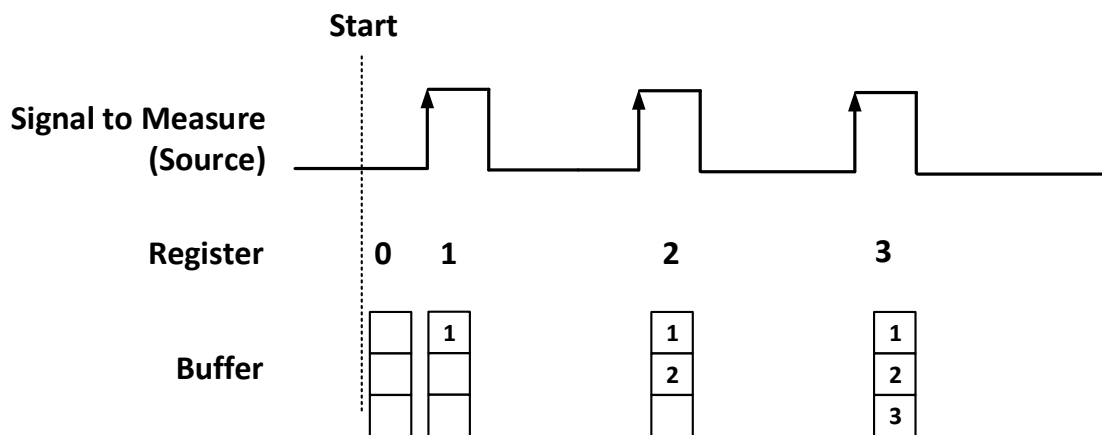 Start
Signal to Measure
(Source)
Register 0 1 2 3
Buffer
1 1 1
2 2
3